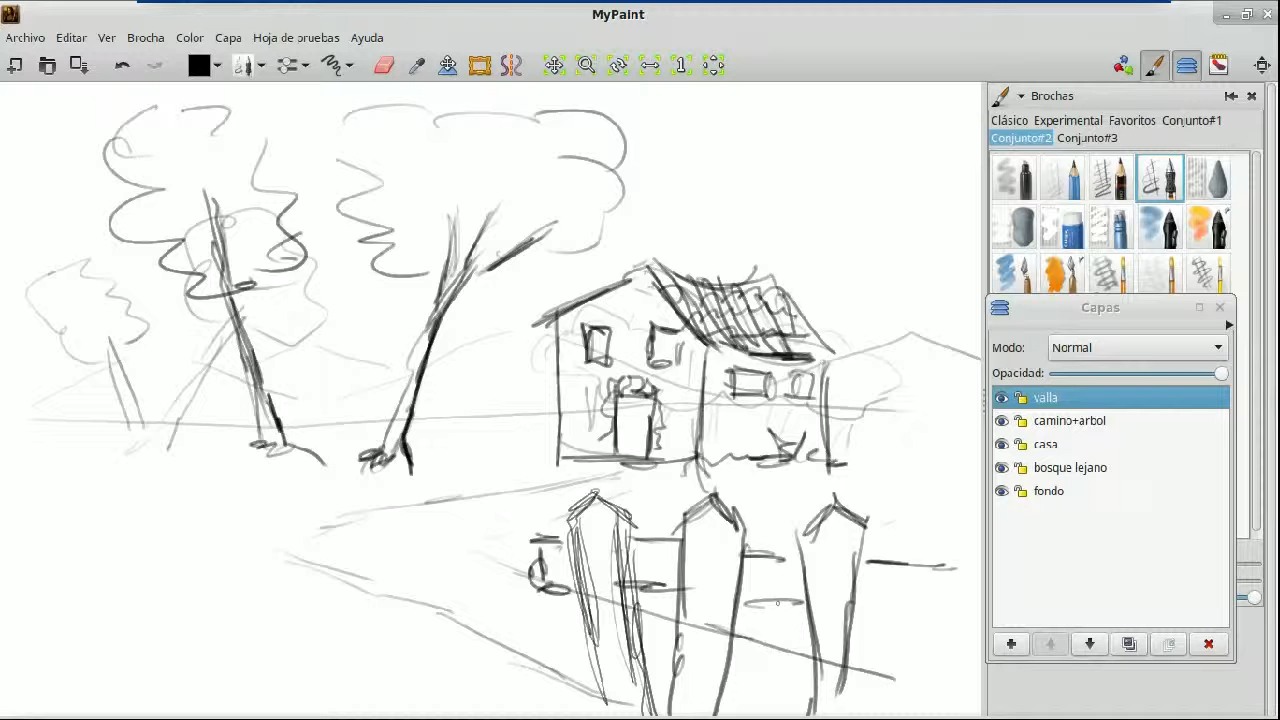 MyPaint
Archivo Editar Ver Brocha Color Capa Hoja de pruebas Ayuda
Brochas
Clásico Experimental Favoritos Conjunto#1
Conjunto#2 Conjunto#3
Capas
Modo: Normal
Opacidad:
valla
camino+arbol
casa
bosque lejano
fondo